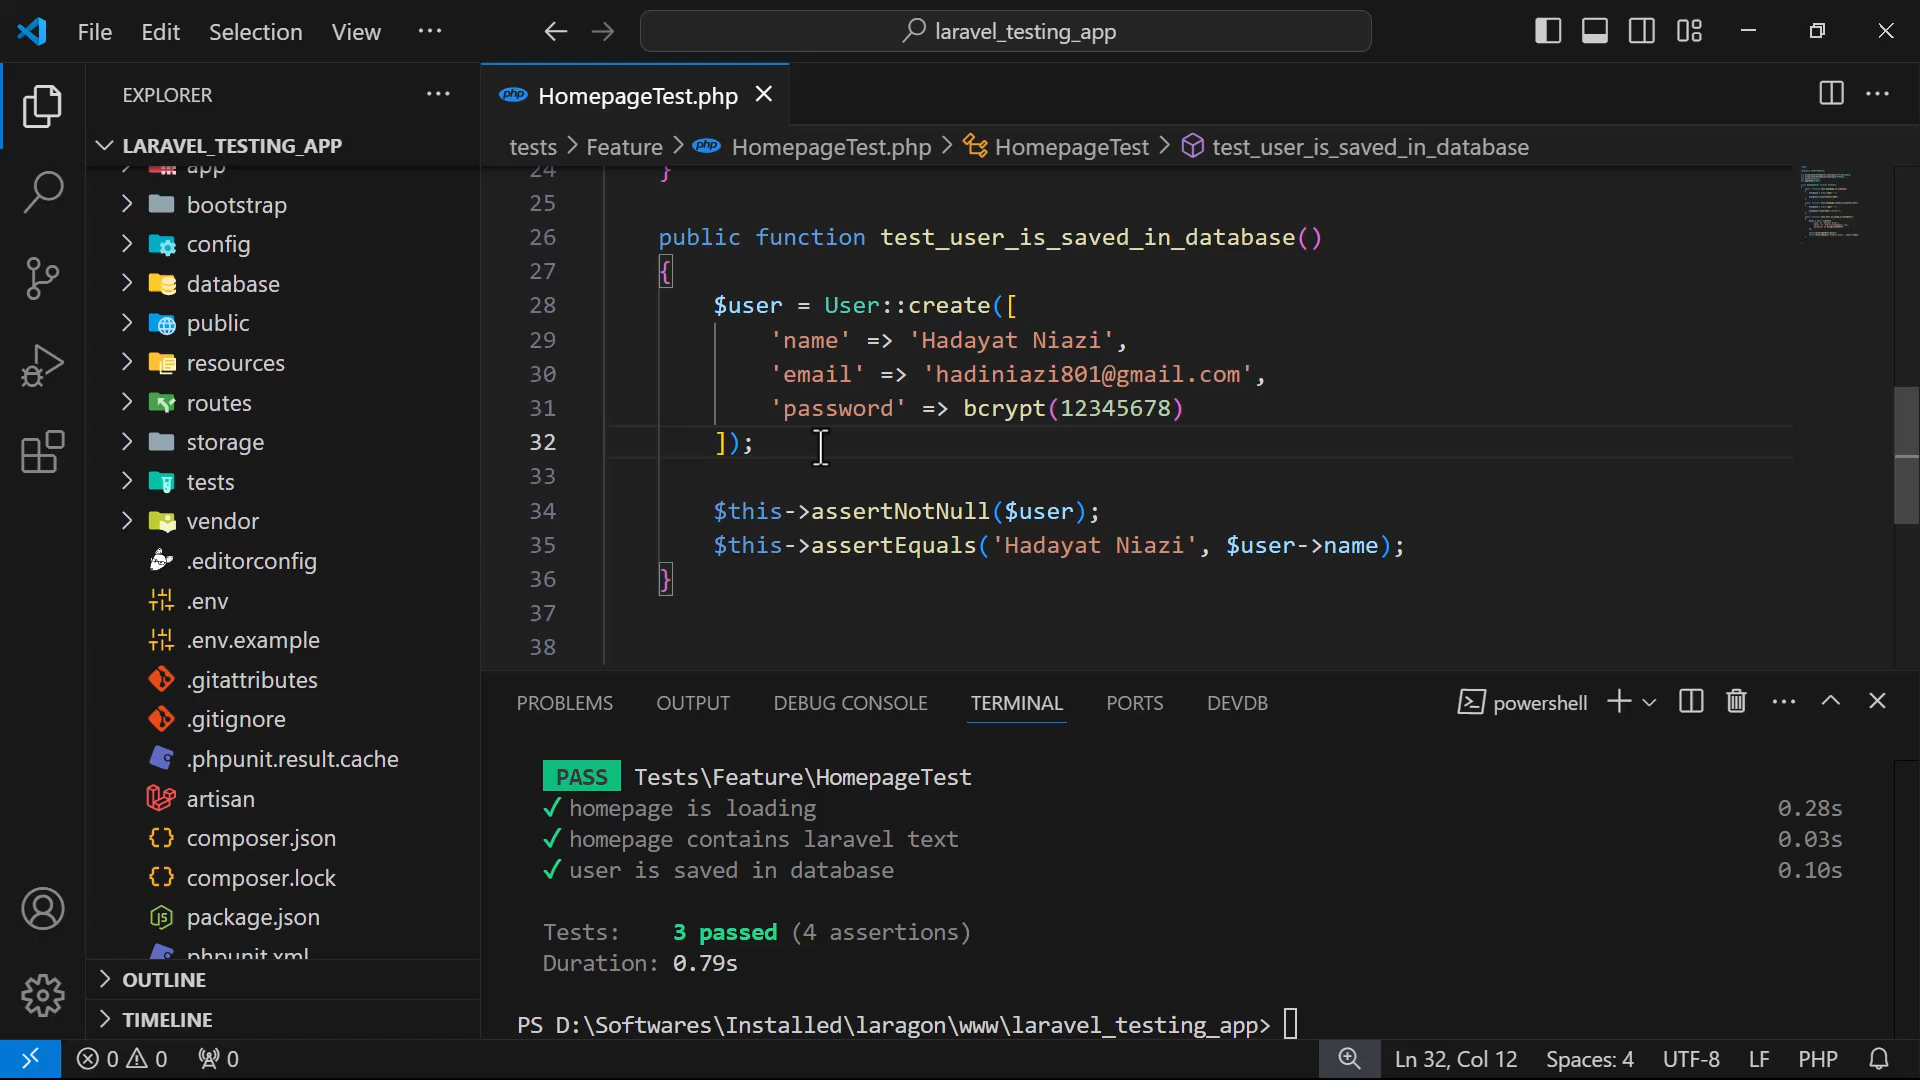 File Edit Selection View ···
laravel_testing_app
EXPLORER
LARAVEL_TESTING_APP
app
bootstrap
config
database
public
resources
routes
storage
tests
vendor
.editorconfig
.env
.env.example
.gitattributes
.gitignore
.phpunit.result.cache
artisan
composer.json
composer.lock
package.json
phpunit.xml
OUTLINE
TIMELINE
php HomepageTest.php
tests > Feature > php HomepageTest.php > HomepageTest > test_user_is_saved_in_database
24 }
25
26 public function test_user_is_saved_in_database()
27 {
28 $user = User::create([
29 'name' => 'Hadayat Niazi',
30 'email' => 'hadiniazi801@gmail.com',
31 'password' => bcrypt(12345678)
32 ]);
33
34 $this->assertNotNull($user);
35 $this->assertEquals('Hadayat Niazi', $user->name);
36 }
37
38
PROBLEMS OUTPUT DEBUG CONSOLE TERMINAL PORTS DEVDB powershell
PASS Tests\Feature\HomepageTest
✓ homepage is loading 0.28s
✓ homepage contains laravel text 0.03s
✓ user is saved in database 0.10s
Tests: 3 passed (4 assertions)
Duration: 0.79s
PS D:\Softwares\Installed\laragon\www\laravel_testing_app>
0 0 0 Ln 32, Col 12 Spaces: 4 UTF-8 LF PHP